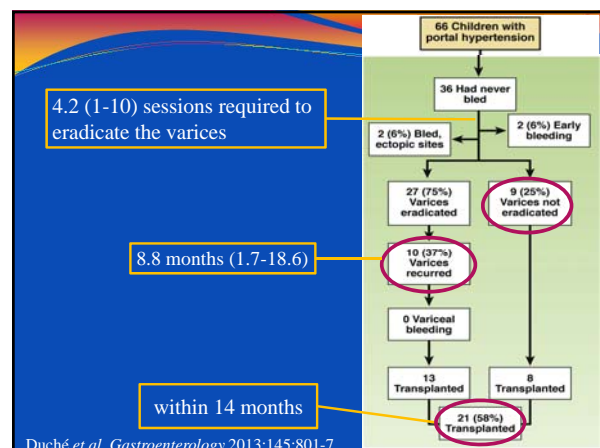 66 Children with
portal hypertension
36 Had never
bled
4.2 (1-10) sessions required to
eradicate the varices
2 (6%) Bled,
ectopic sites
2 (6%) Early
bleeding
27 (75%)
Varices
eradicated
9 (25%)
Varices not
eradicated
8.8 months (1.7-18.6)
10 (37%)
Varices
recurred
0 Variceal
bleeding
13
Transplanted
8
Transplanted
within 14 months
21 (58%)
Transplanted
Duché et al. Gastroenterology 2013;145:801-7